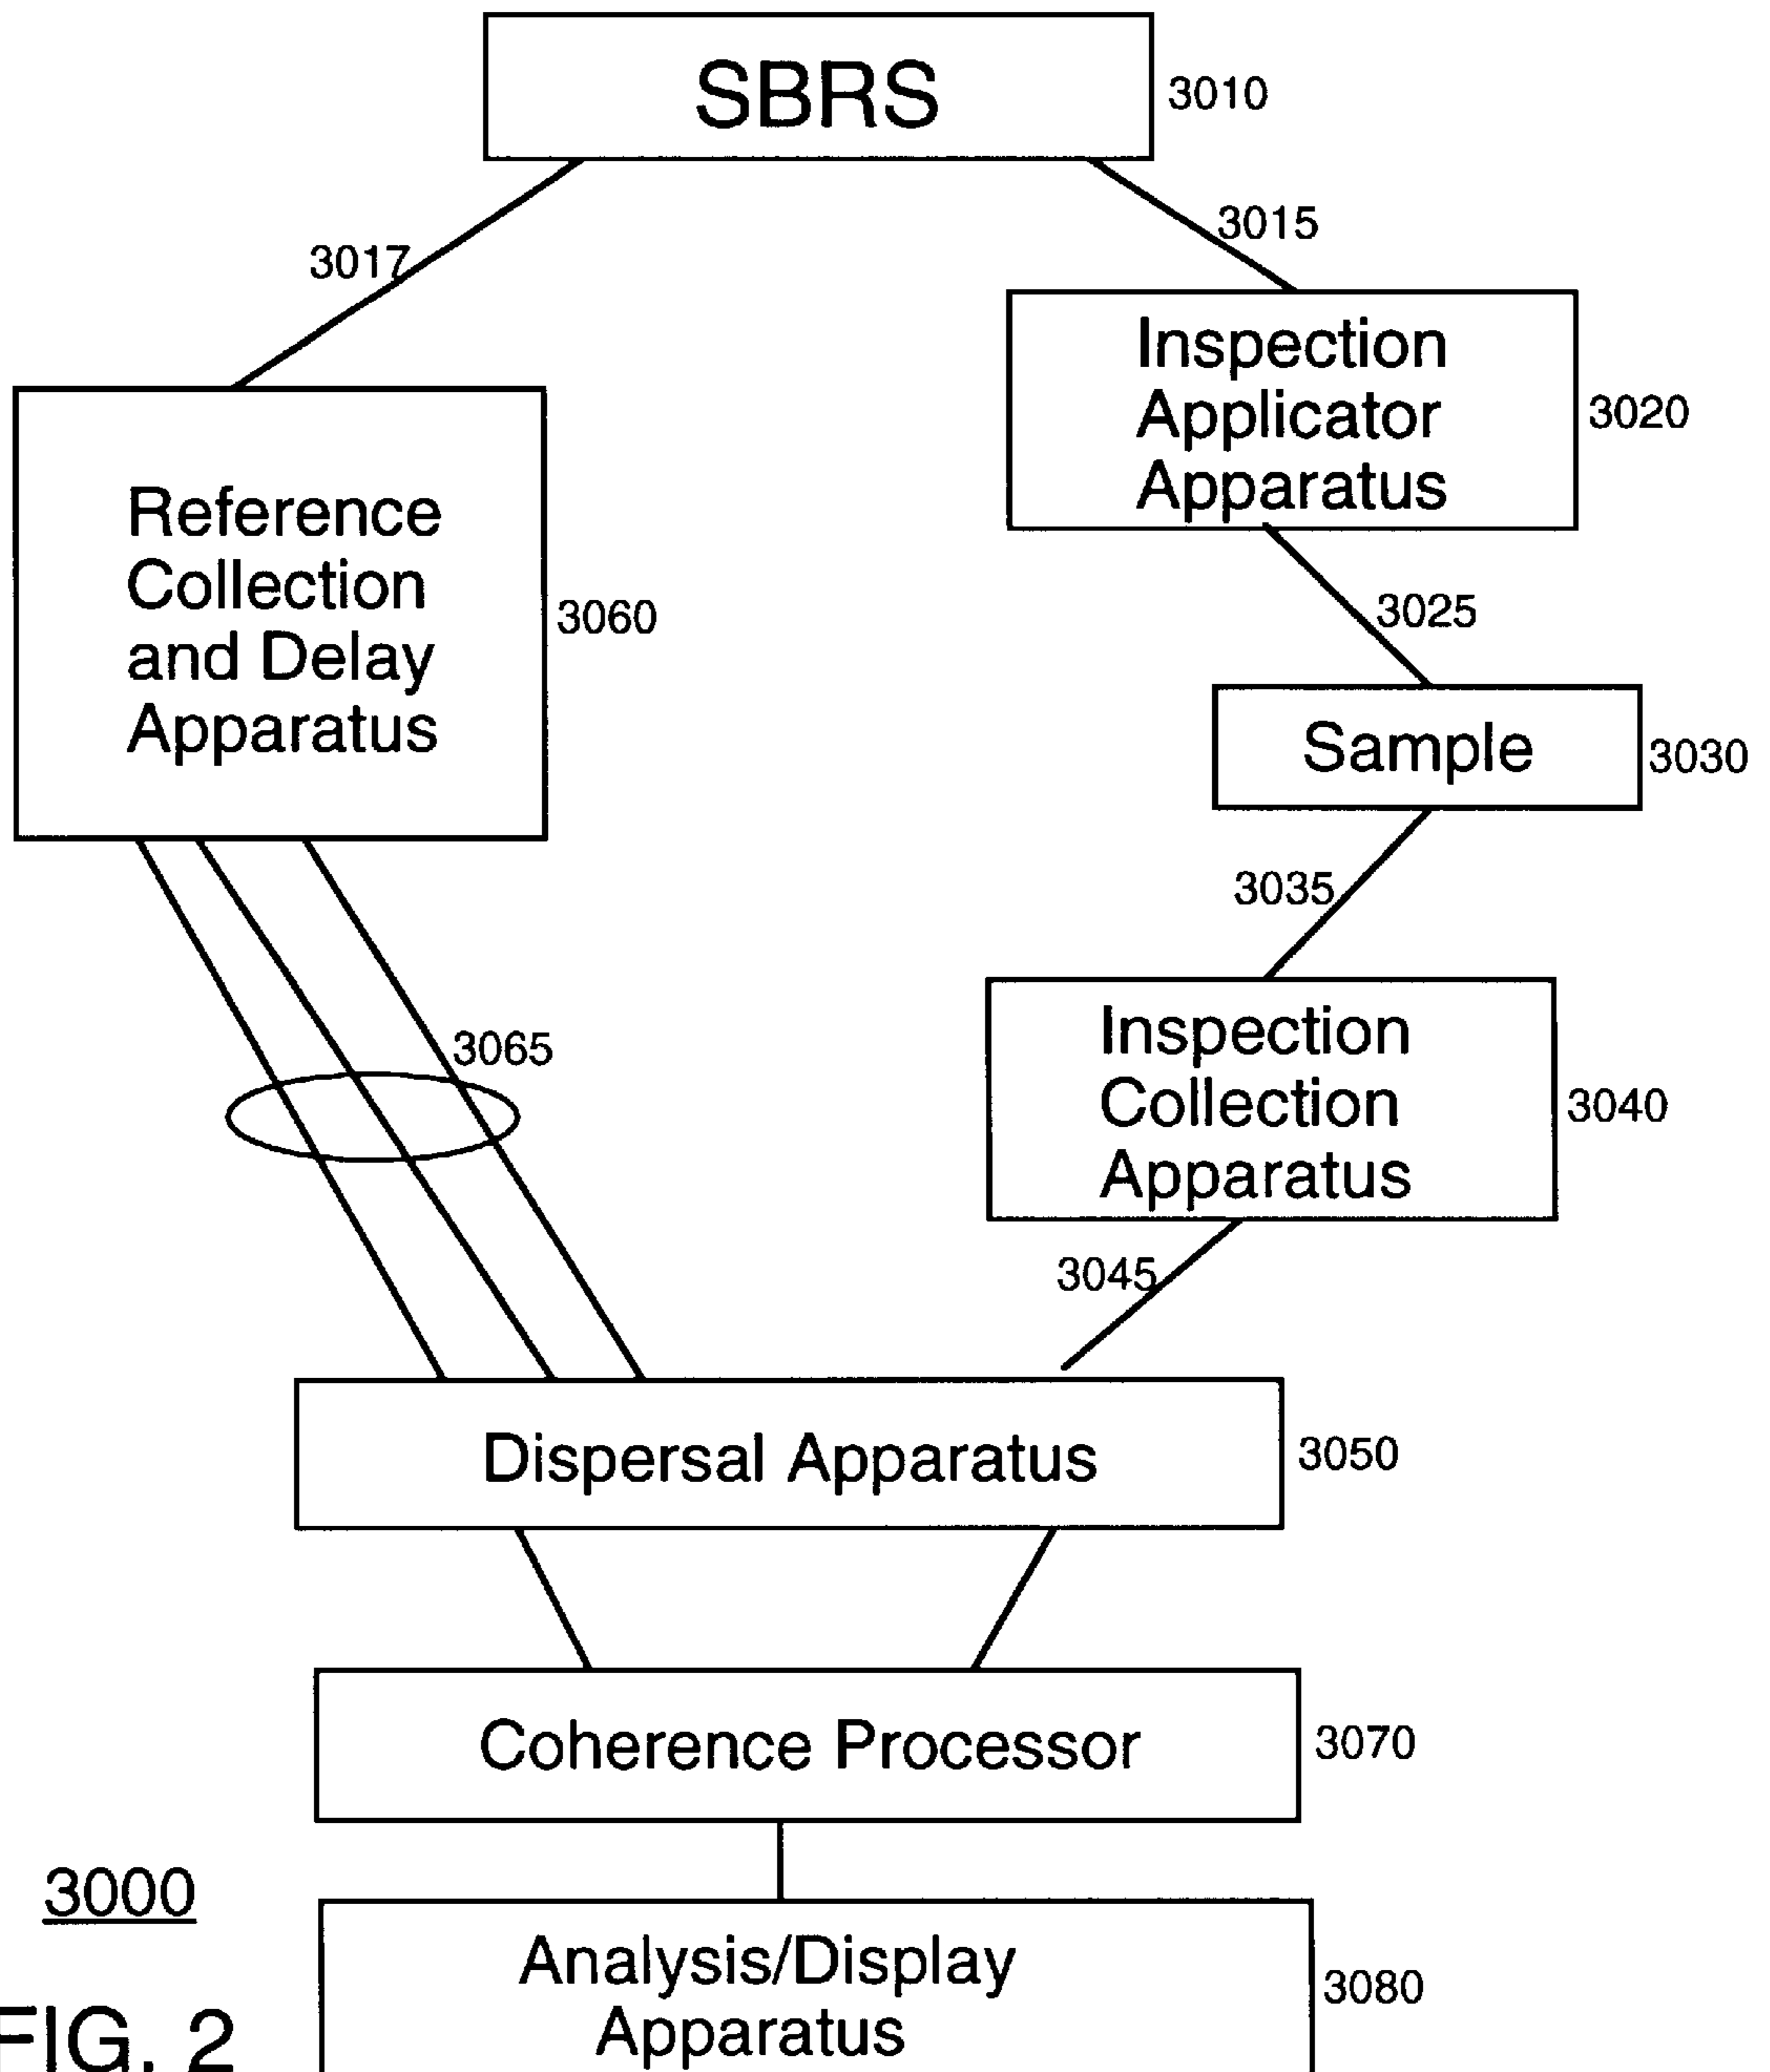 SBRS
3010
3017
3015
Inspection
Applicator
Apparatus
3020
Reference
Collection
and Delay
Apparatus
3060
3025
Sample
3030
3035
3065
Inspection
Collection
Apparatus
3040
3045
Dispersal Apparatus
3050
Coherence Processor
3070
3000
Analysis/Display
Apparatus
3080
FIG. 2